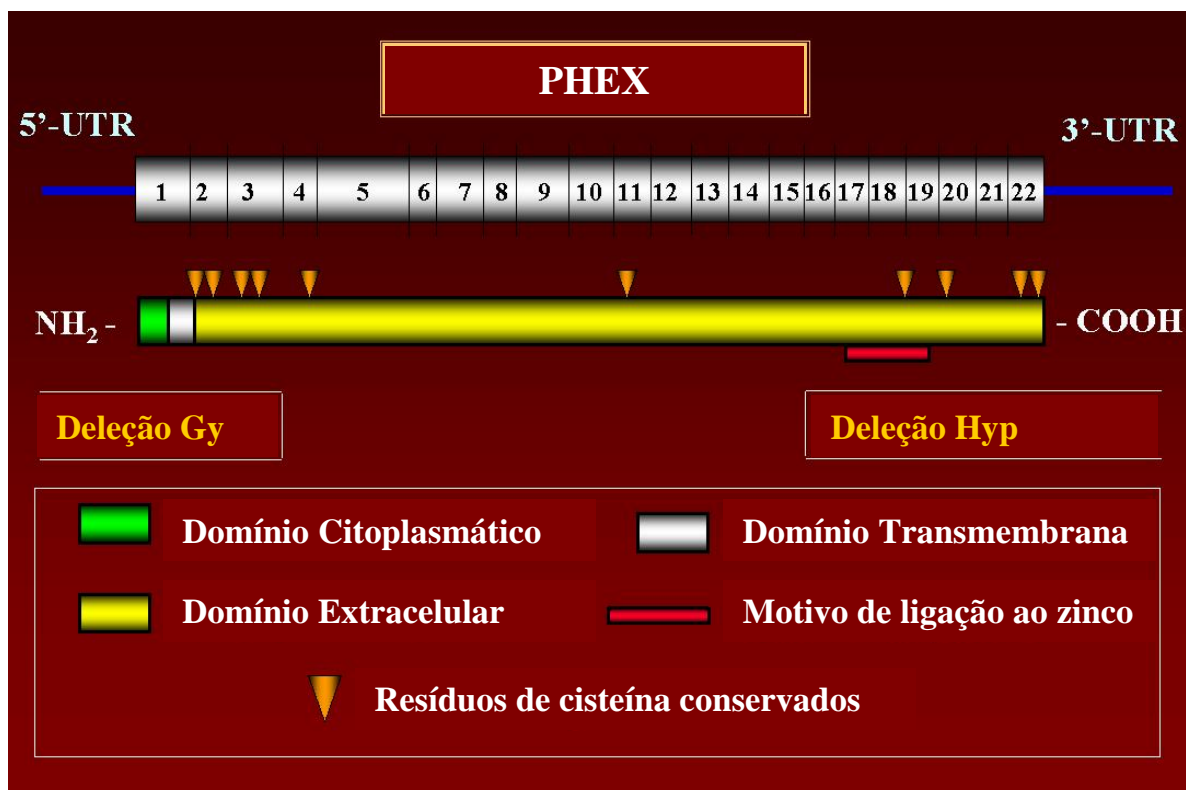 PHEX
5’-UTR
3’-UTR
1 2 3 4 5 6 7 8 9 10 11 12 13 14 15 16 17 18 19 20 21 22
NH2 -
- COOH
Deleção Gy
Deleção Hyp
Domínio Citoplasmático
Domínio Transmembrana
Domínio Extracelular
Motivo de ligação ao zinco
Resíduos de cisteína conservados